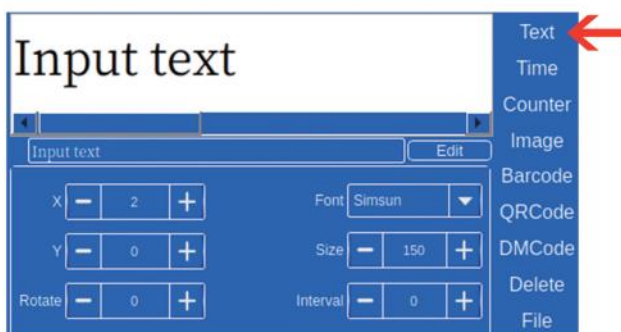 Input text
Input text
Edit
X
2
Font
Simsun
Y
0
Size
150
Rotate
0
Interval
0
Text
Time
Counter
Image
Barcode
QRCode
DMCode
Delete
File